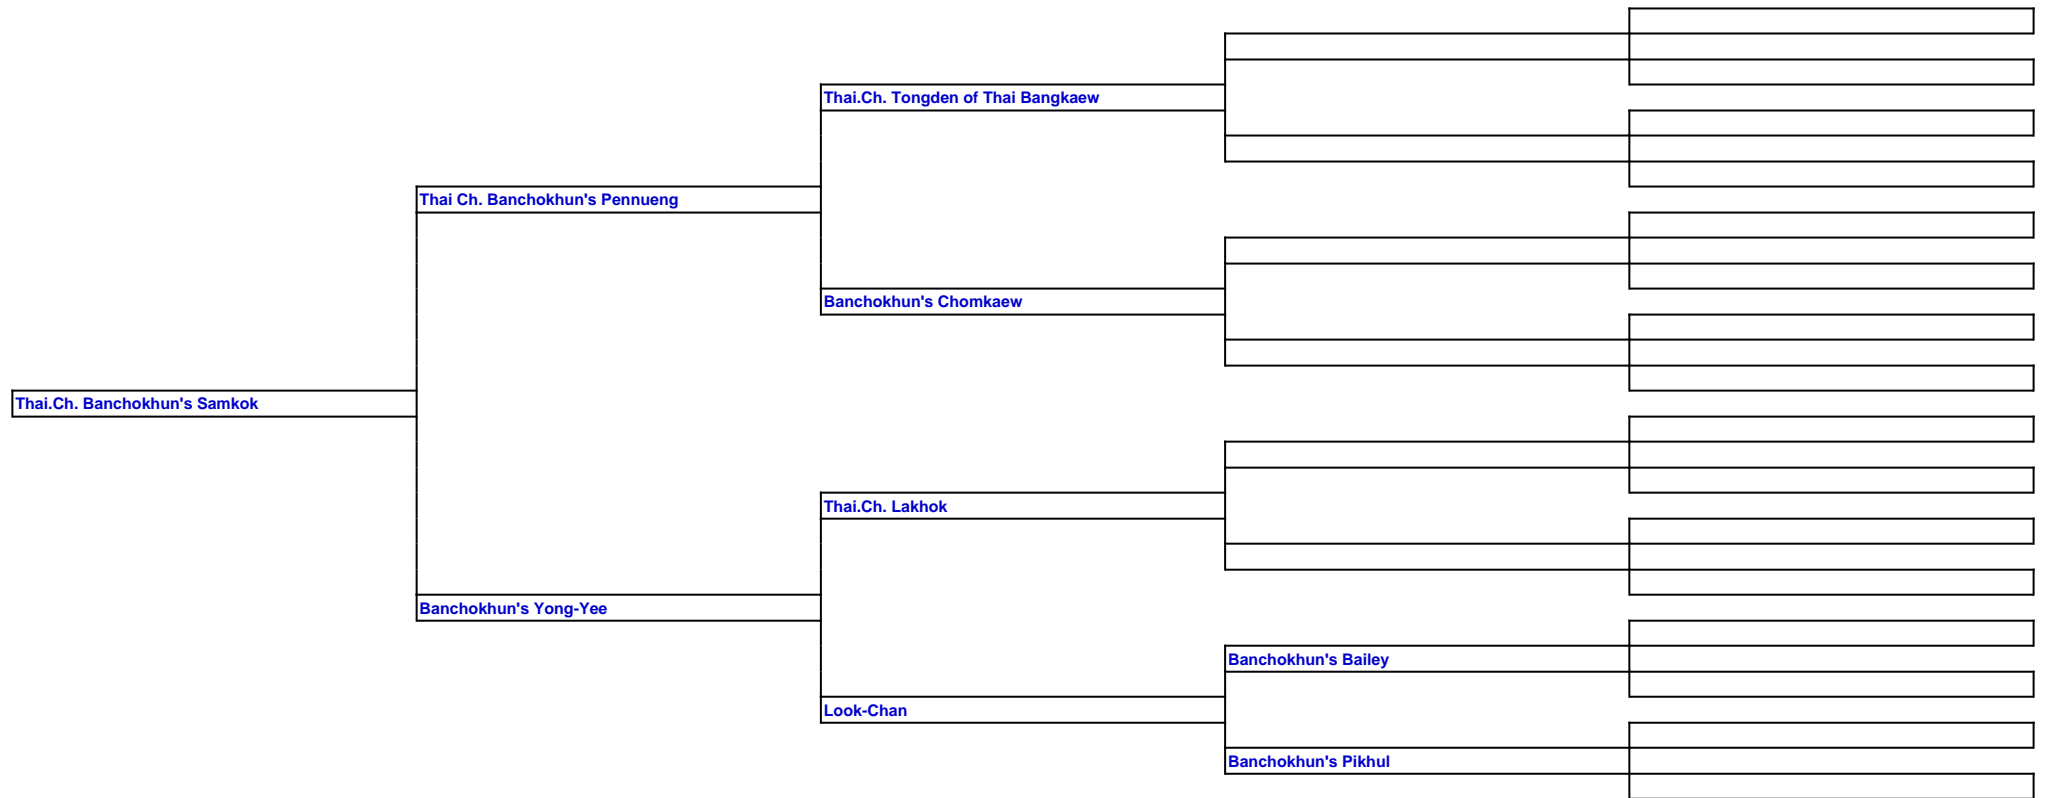 Thai.Ch. Tongden of Thai Bangkaew
Thai Ch. Banchokhun's Pennueng
Banchokhun's Chomkaew
Thai.Ch. Banchokhun's Samkok
Thai.Ch. Lakhok
Banchokhun's Yong-Yee
Banchokhun's Bailey
Look-Chan
Banchokhun's Pikhul